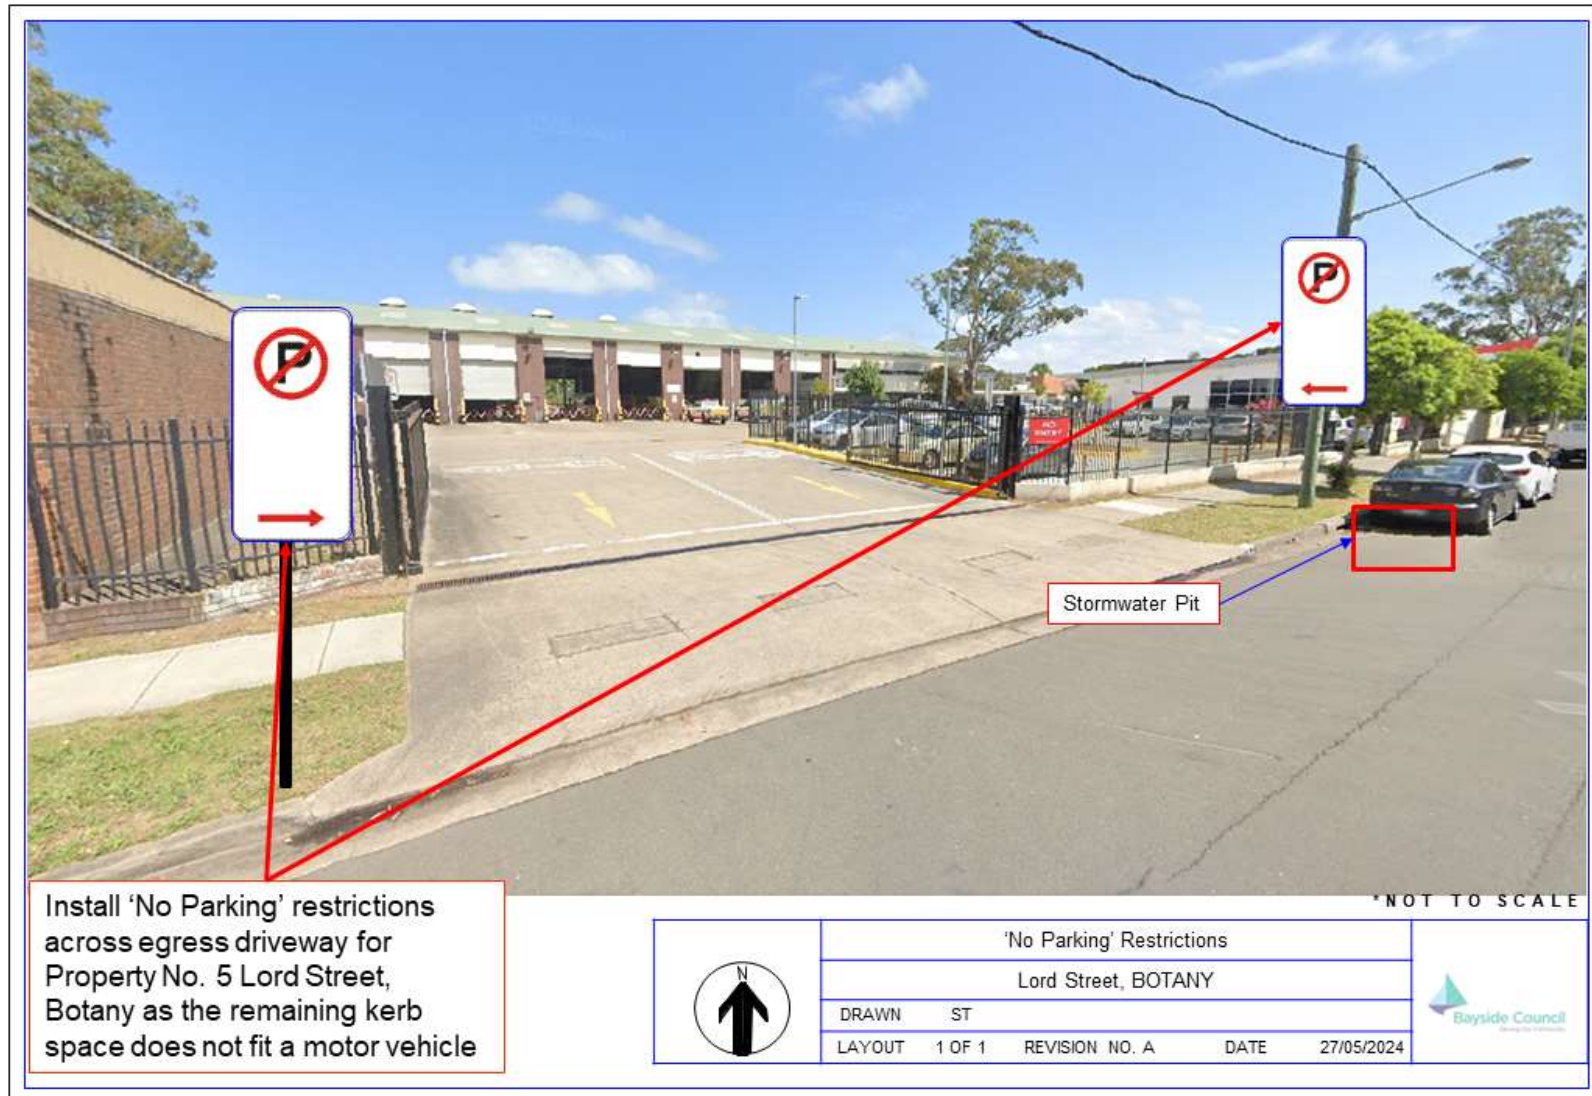 P
P
NO
ENTRY
Stormwater Pit
Install ‘No Parking’ restrictions
across egress driveway for
Property No. 5 Lord Street,
Botany as the remaining kerb
space does not fit a motor vehicle
*NOT TO SCALE
N
‘No Parking’ Restrictions
Lord Street, BOTANY
DRAWN ST
LAYOUT 1 OF 1 REVISION NO. A DATE 27/05/2024
Bayside Council